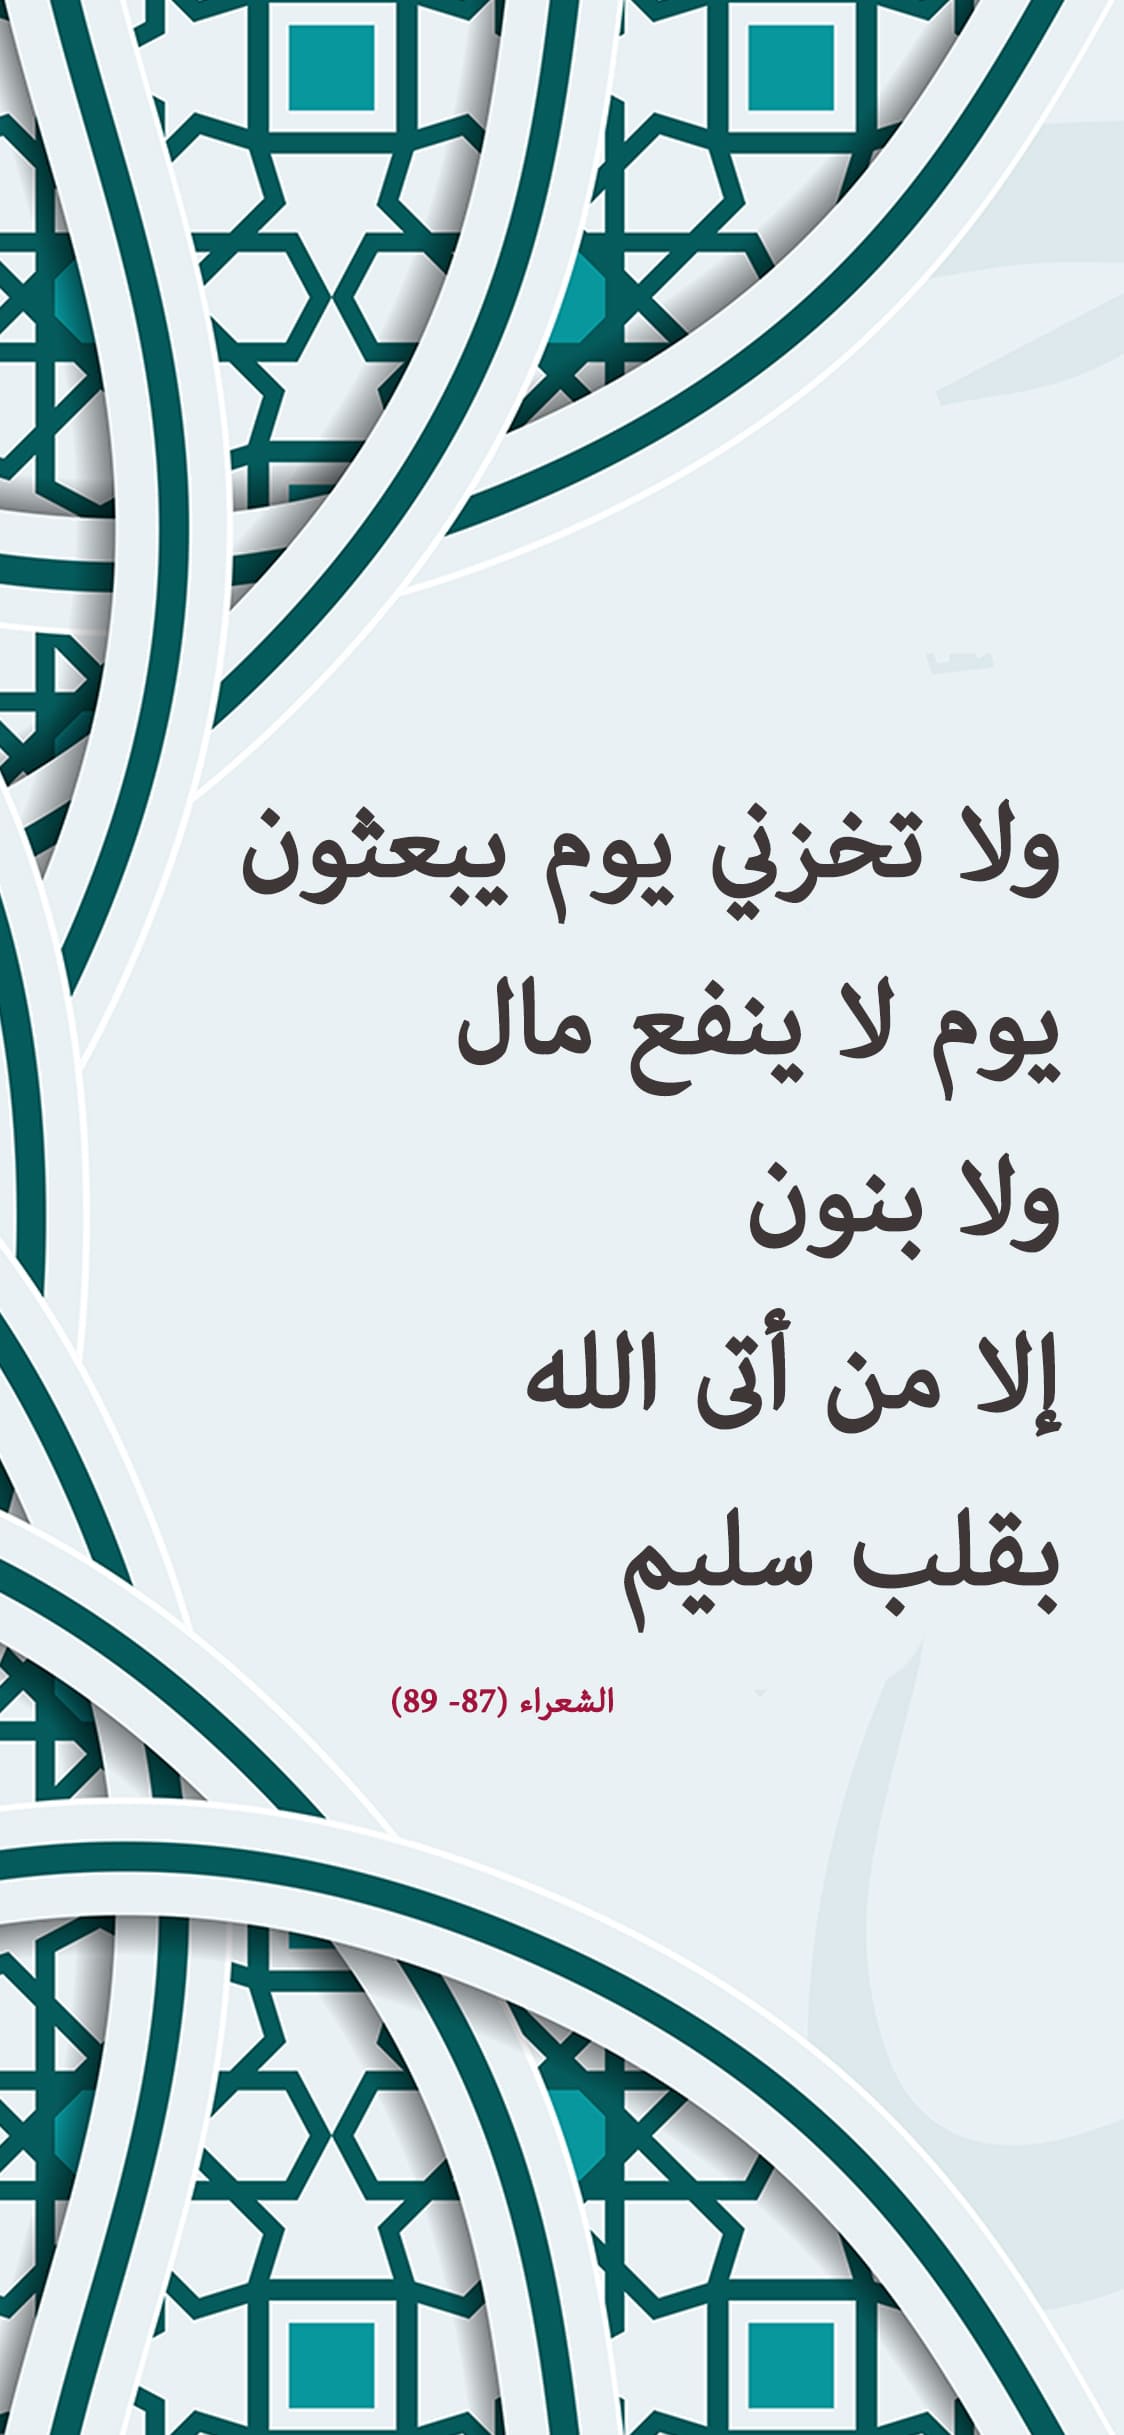 ولا تخزني يوم يبعثون
يوم لا ينفع مال
ولا بنون
إلا من أتى الله
بقلب سليم
الشعراء (87- 89)